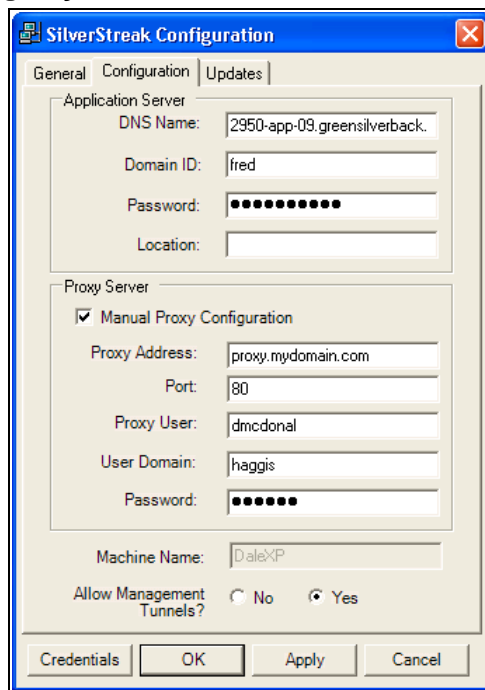 SilverStreak Configuration
General Configuration Updates
Application Server
DNS Name: 2950-app-09.greensilverback.
Domain ID: fred
Password: ●●●●●●●●●●
Location:
Proxy Server
Manual Proxy Configuration
Proxy Address: proxy.mydomain.com
Port: 80
Proxy User: dmcdonal
User Domain: haggis
Password: ●●●●●●
Machine Name: DaleXP
Allow Management No Yes
Tunnels?
Credentials OK Apply Cancel